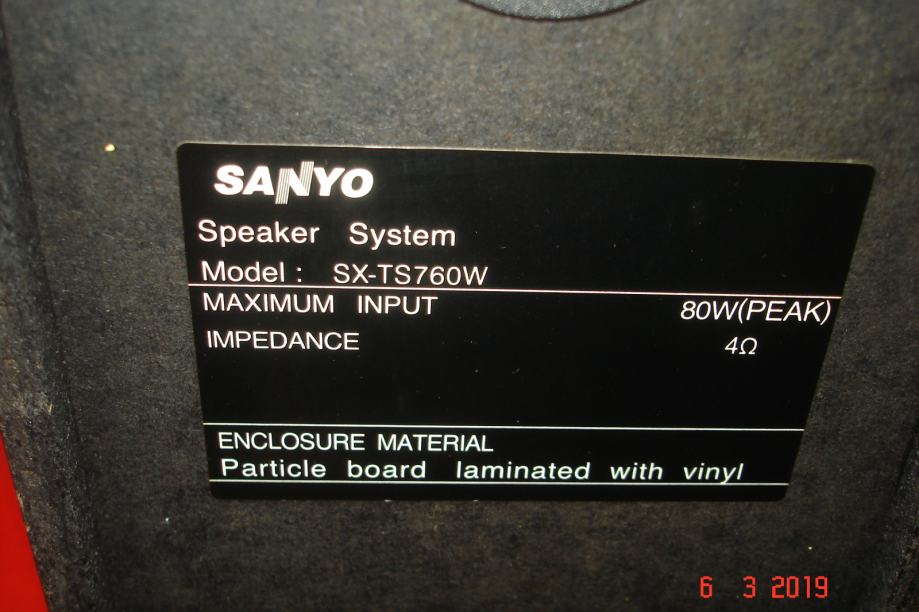 SANYO
Speaker System
Model : SX-TS760W
MAXIMUM INPUT 80W(PEAK)
IMPEDANCE 4Ω
ENCLOSURE MATERIAL
Particle board laminated with vinyl
6 3 2019